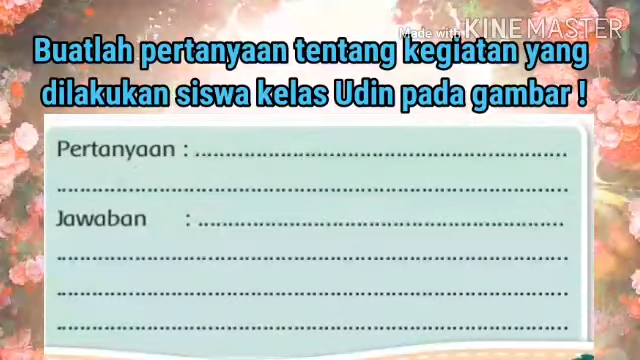 Made with KINEMASTER
Buatlah pertanyaan tentang kegiatan yang
dilakukan siswa kelas Udin pada gambar !
Pertanyaan : ................................................................
................................................................................
Jawaban : ................................................................
................................................................................
................................................................................
................................................................................